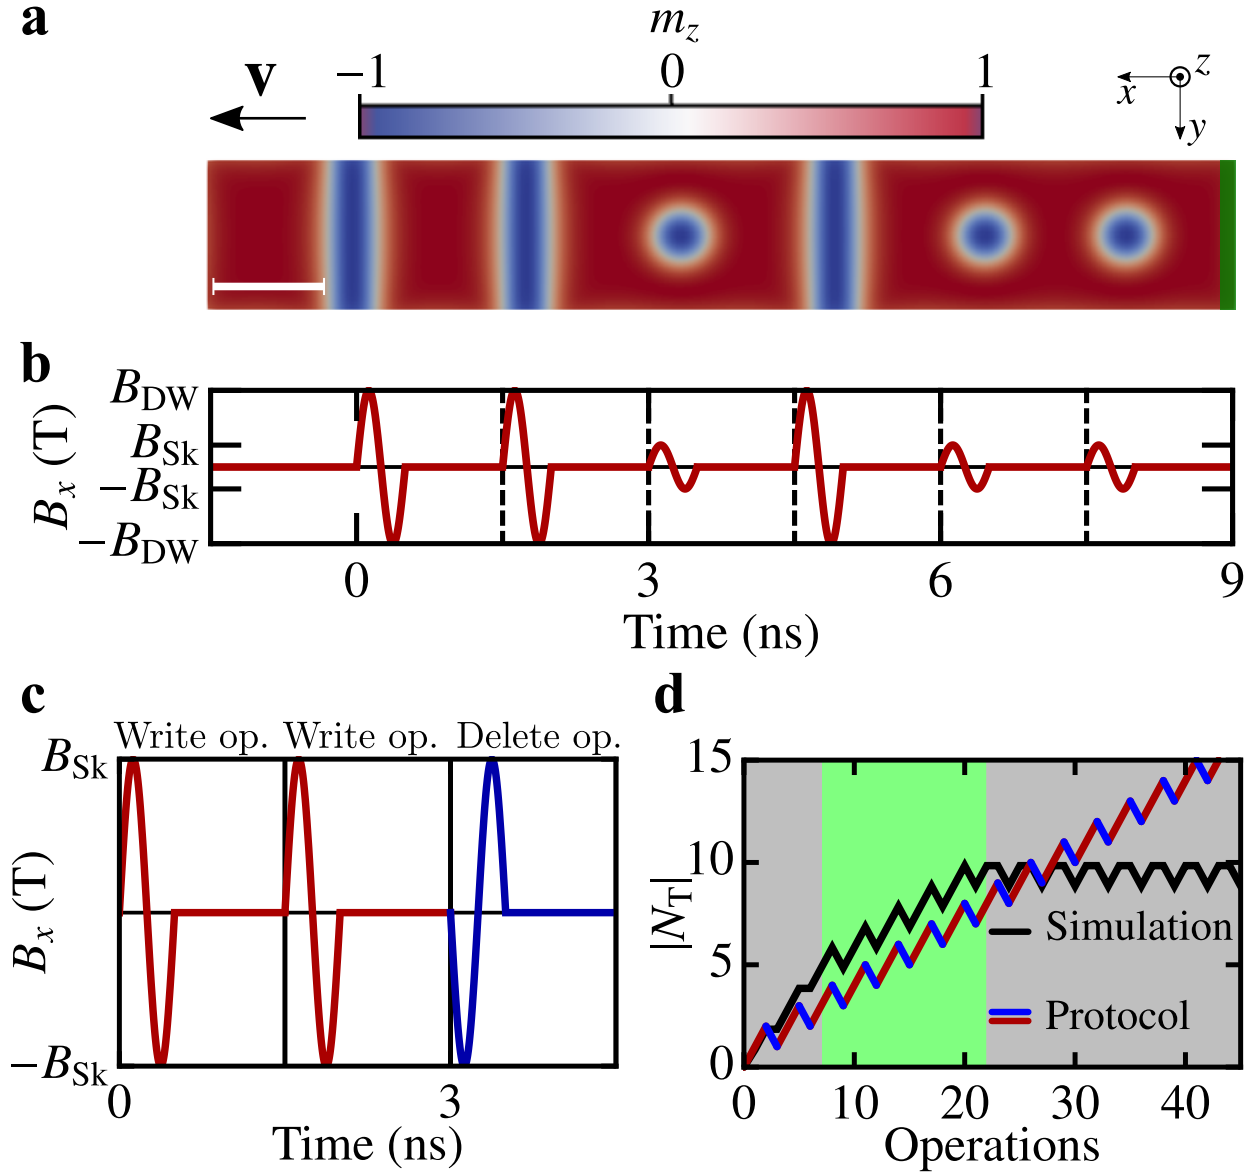 a
m_z
v
−1 0 1
z
x
y
b
B_DW
B_Sk
−B_Sk
−B_DW
B_x (T)
0 3 6 9
Time (ns)
c
Write op. Write op. Delete op.
B_Sk
−B_Sk
B_x (T)
0 3
Time (ns)
d
15
10
5
0
|N_T|
Simulation
Protocol
0 10 20 30 40
Operations